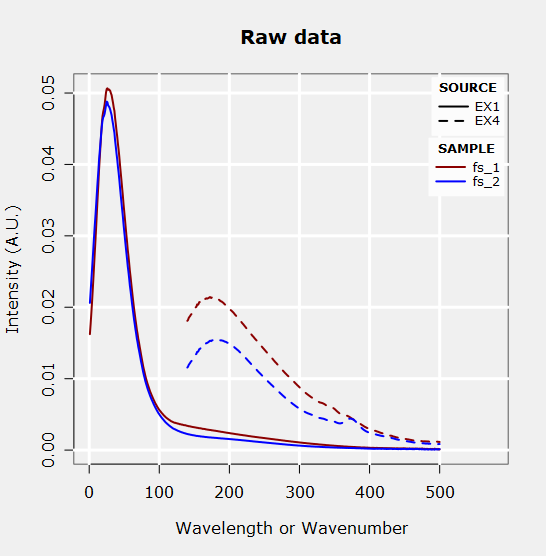 Raw data
SOURCE
EX1
EX4
SAMPLE
fs_1
fs_2
Intensity (A.U.)
0.05
0.04
0.03
0.02
0.01
0.00
0 100 200 300 400 500
Wavelength or Wavenumber